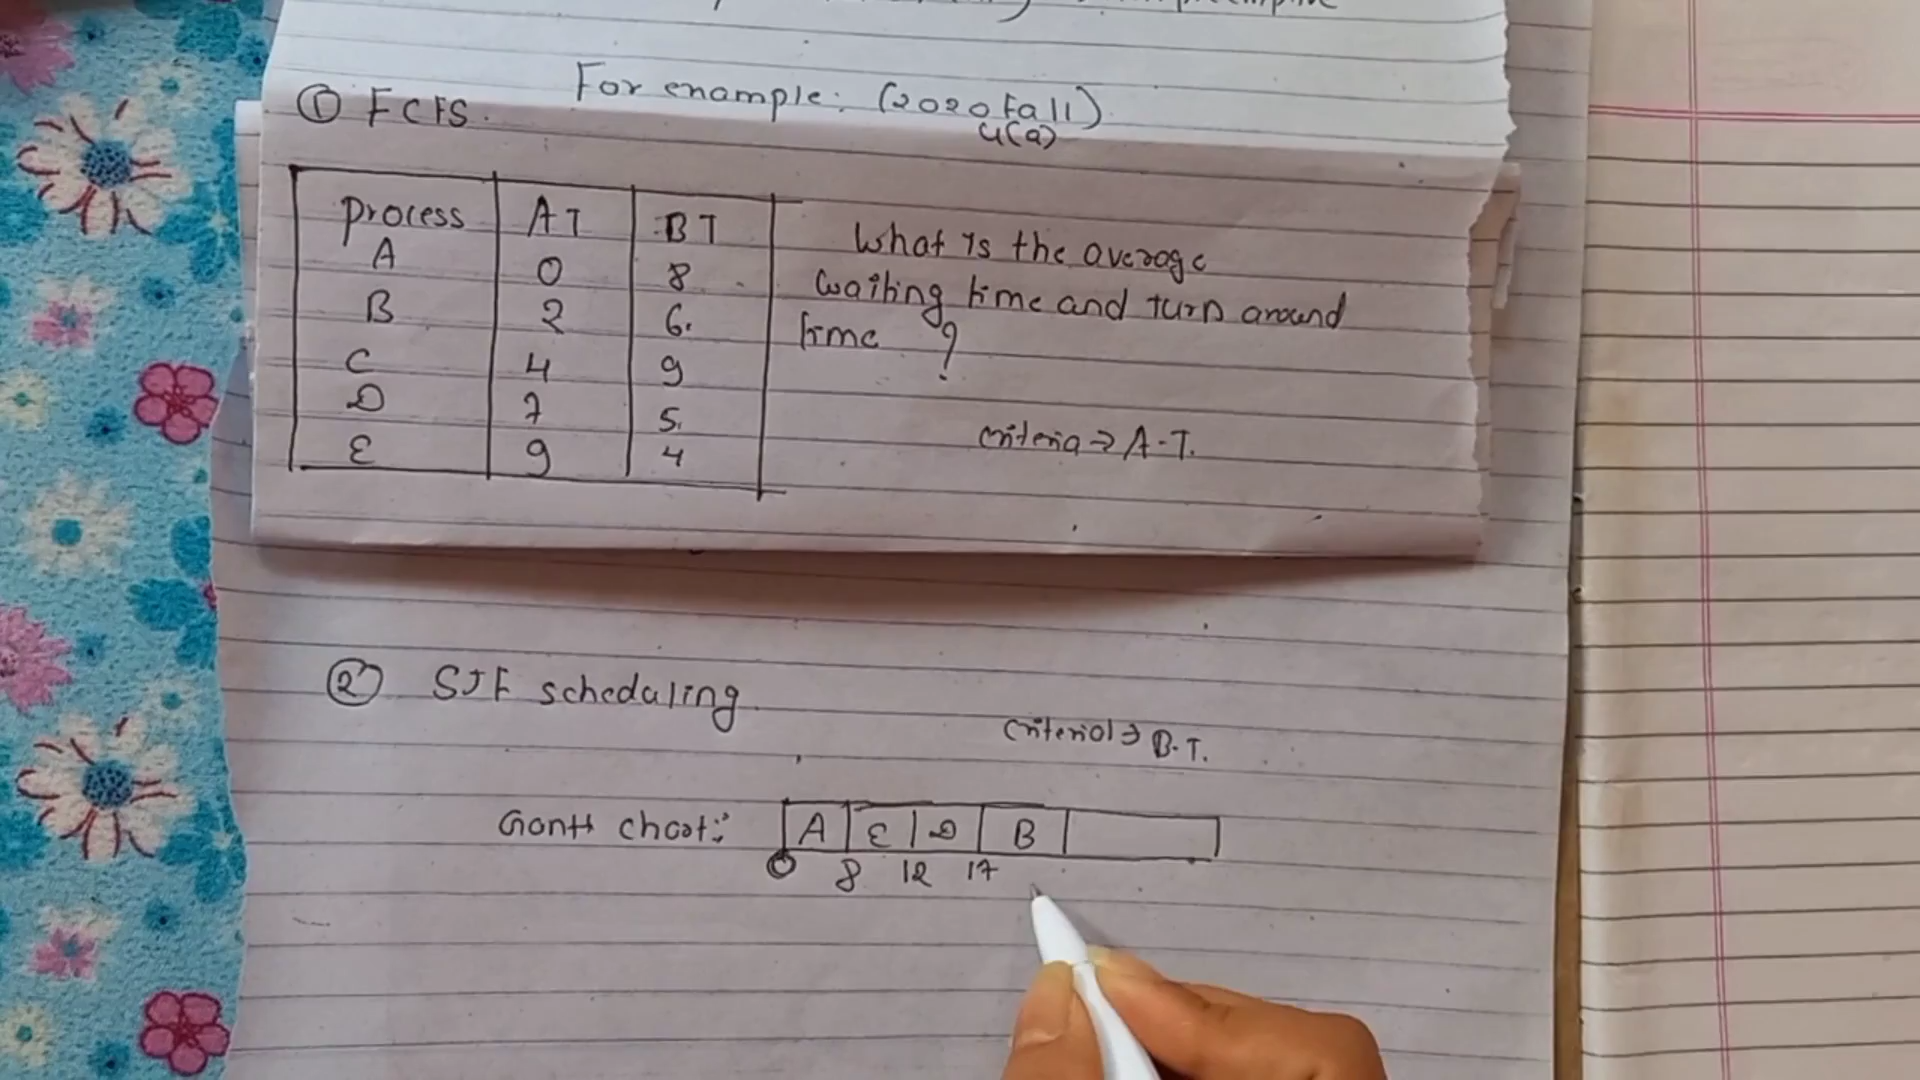 For enample: (2020 Fall)
4(a)
① FCFS.
Process AT BT
A 0 8
B 2 6.
C 4 9
D 7 5.
E 9 4
What is the average
waiting time and turn around
time ?
criteria → A.T.
② SJF scheduling
criteria → B.T.
Gantt chart:
A E D B
0 8 12 17